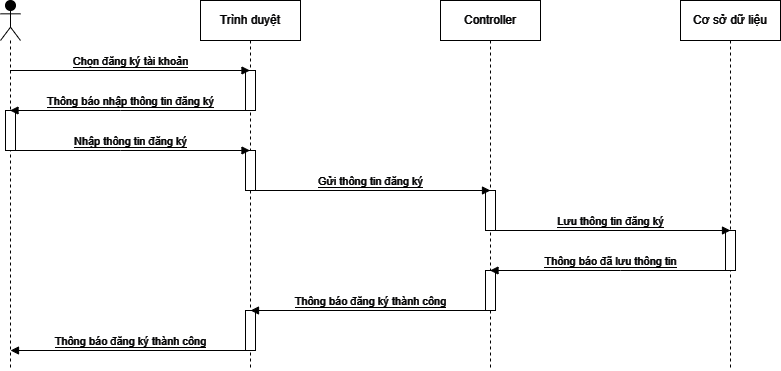 Trình duyệt
Controller
Cơ sở dữ liệu
Chọn đăng ký tài khoản
Thông báo nhập thông tin đăng ký
Nhập thông tin đăng ký
Gửi thông tin đăng ký
Lưu thông tin đăng ký
Thông báo đã lưu thông tin
Thông báo đăng ký thành công
Thông báo đăng ký thành công